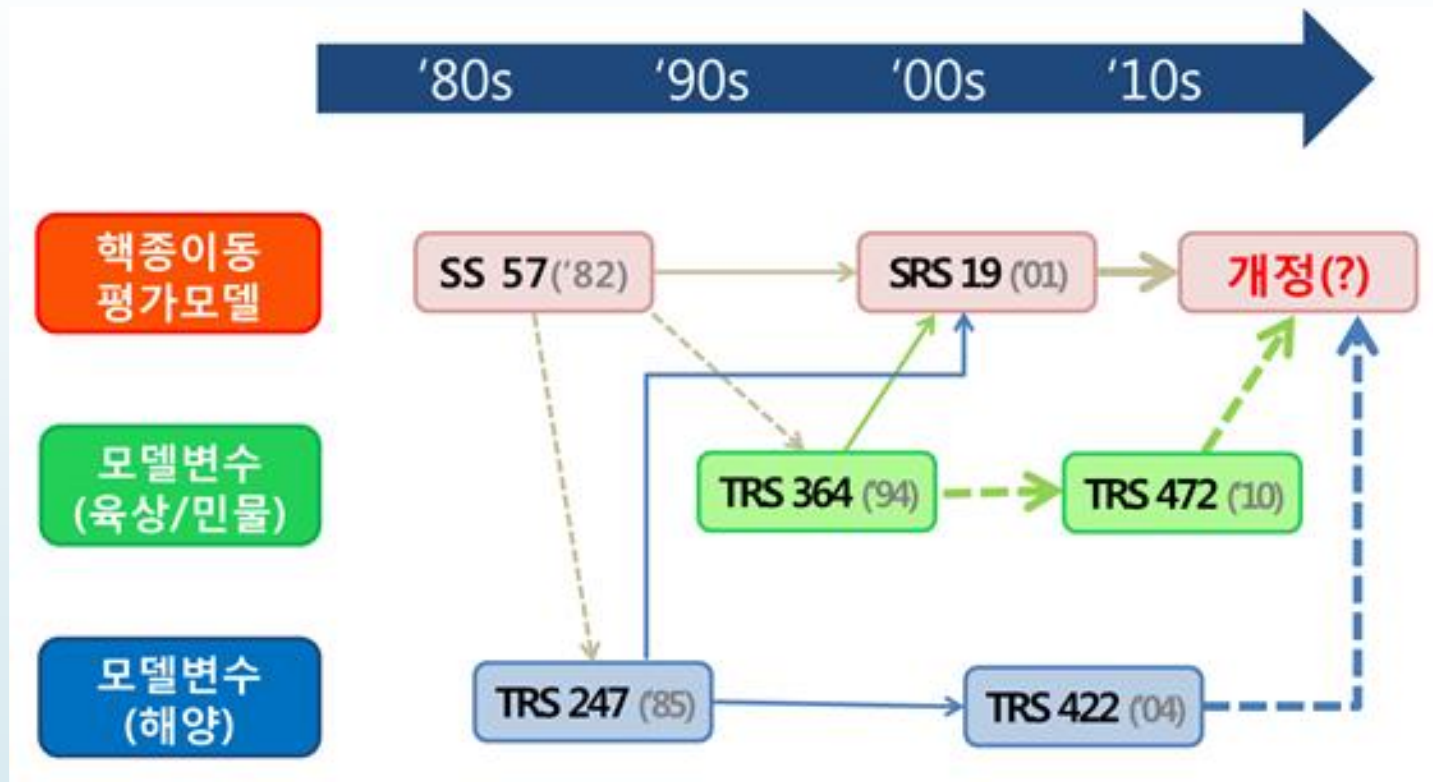 ‘80s ‘90s ‘00s ‘10s
핵종이동
평가모델
SS 57(‘82)
SRS 19 (‘01)
개정(?)
모델변수
(육상/민물)
TRS 364 (‘94)
TRS 472 (‘10)
모델변수
(해양)
TRS 247 (‘85)
TRS 422 (‘04)